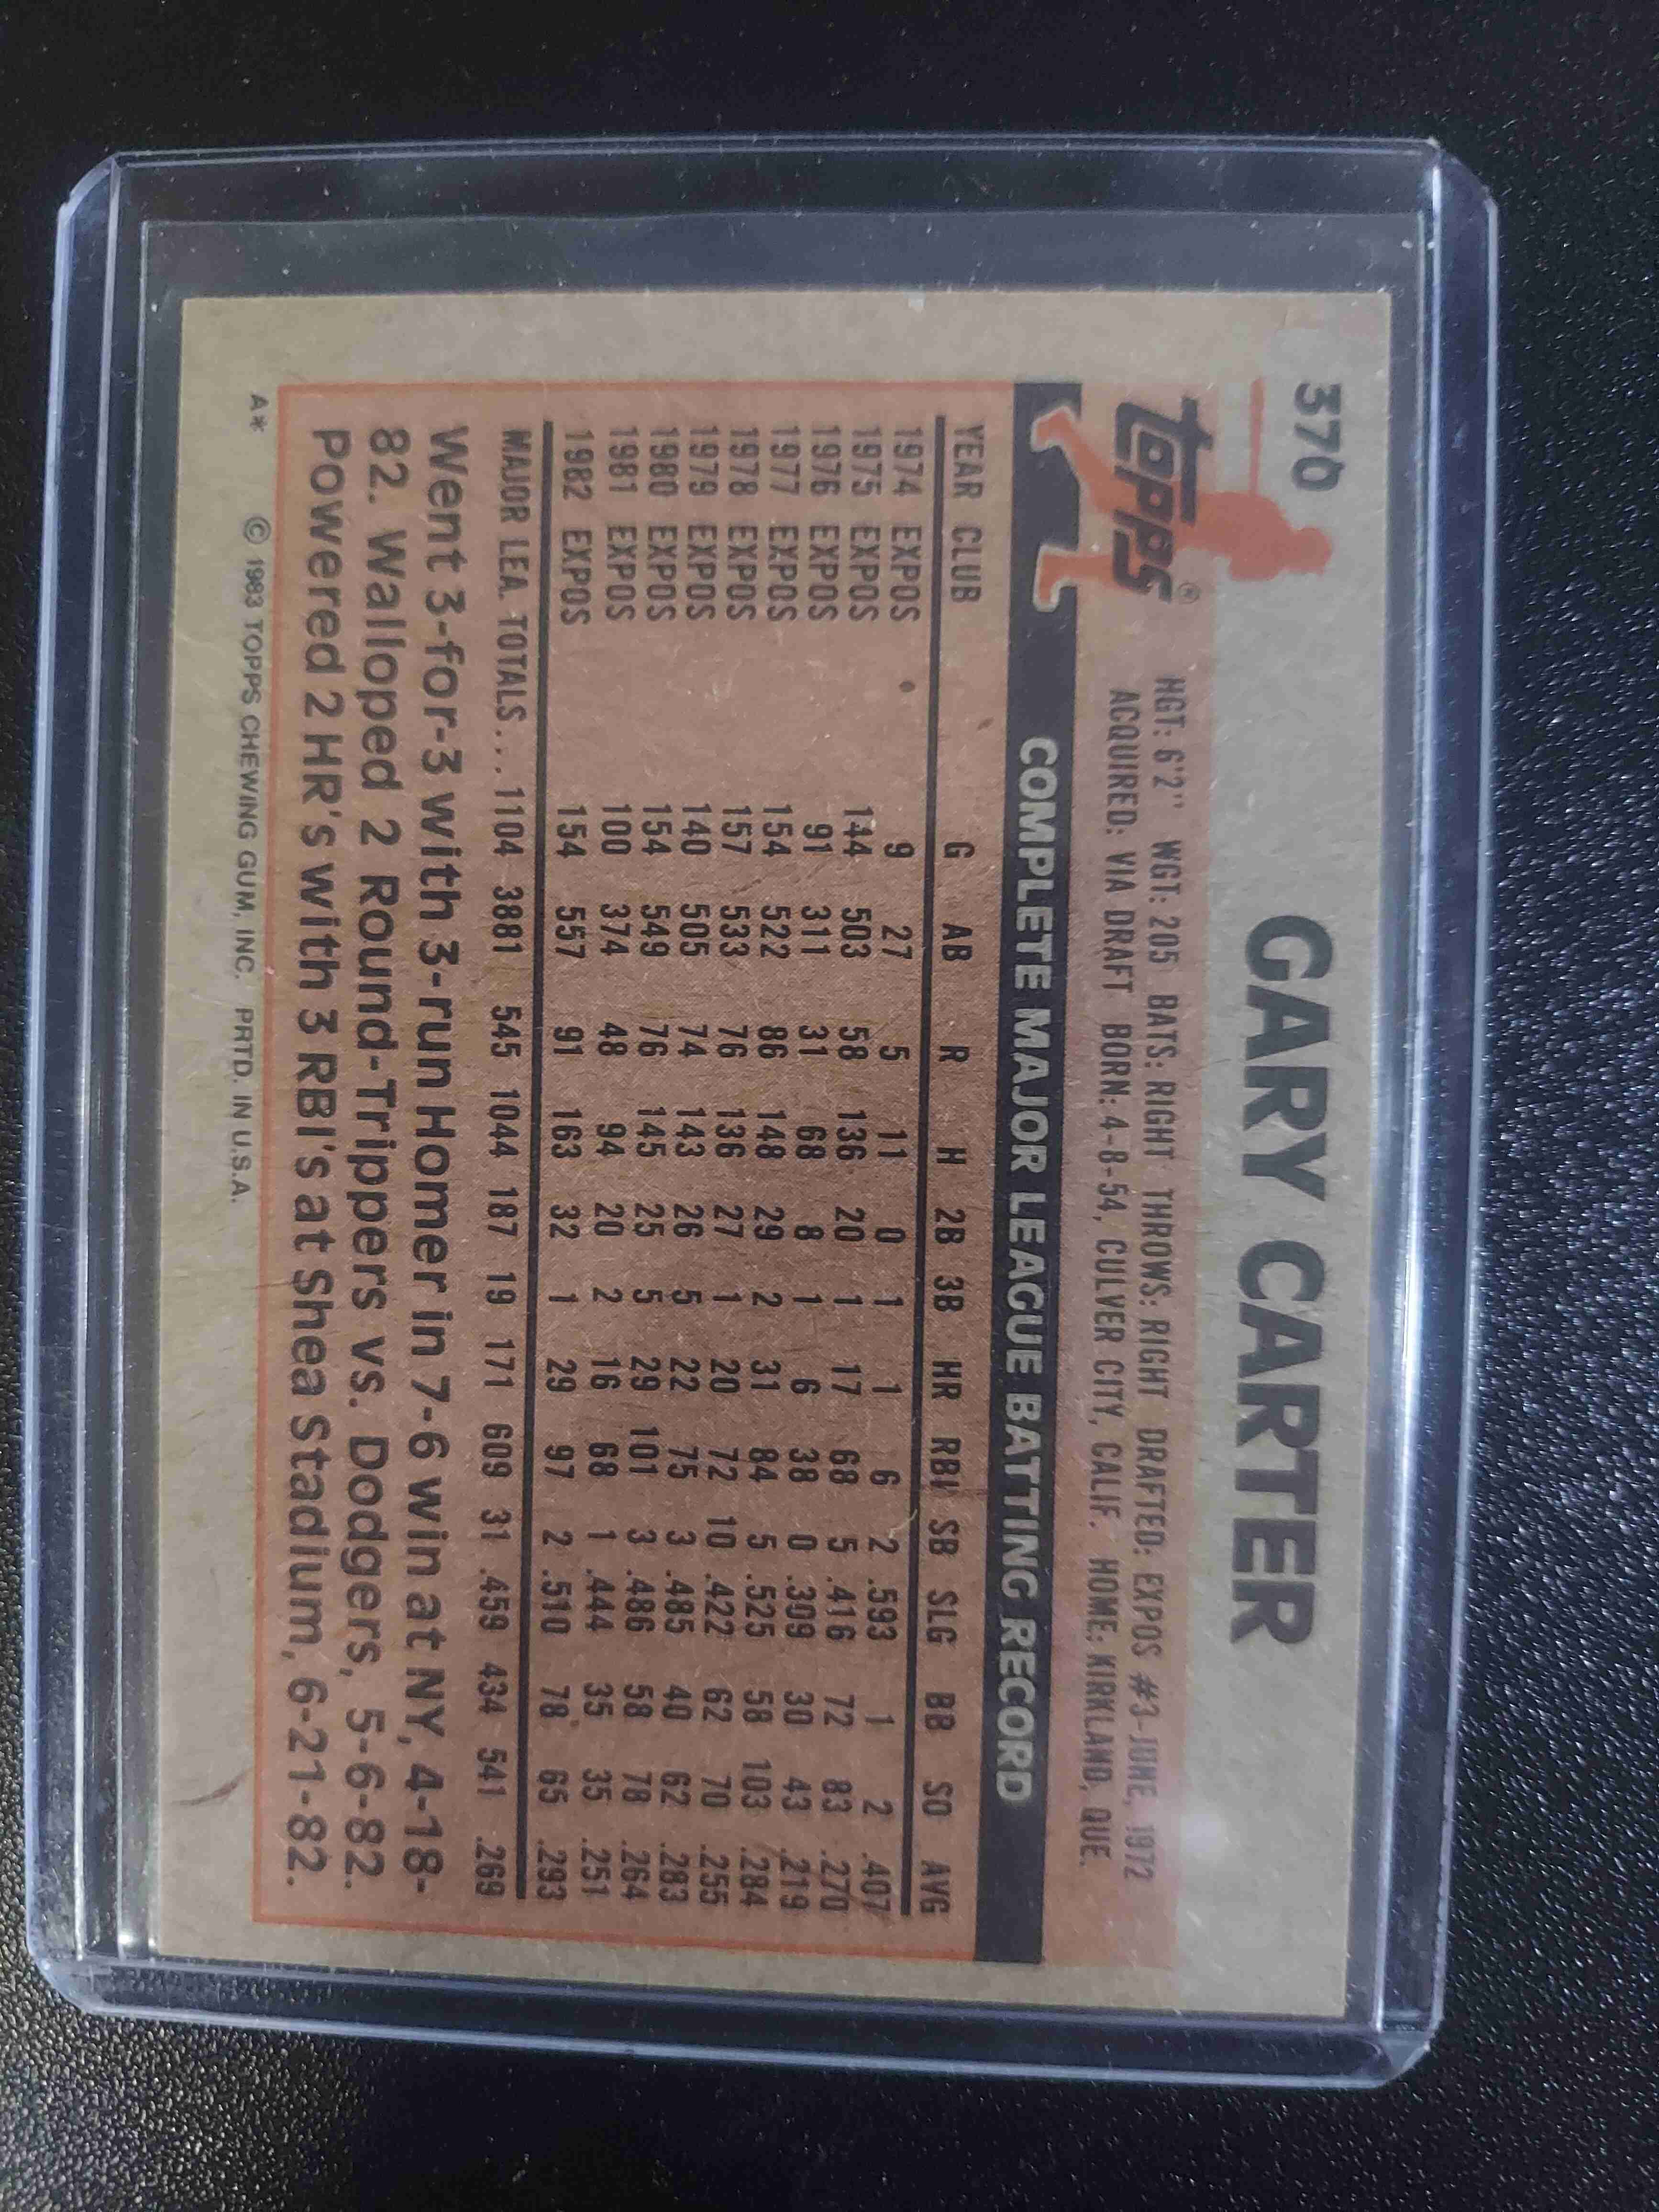 370
GARY CARTER
TOPPS®
HGT: 6'2" WGT: 205 BATS: RIGHT THROWS: RIGHT DRAFTED: EXPOS #3-JUNE, 1972
ACQUIRED: VIA DRAFT BORN: 4-8-54, CULVER CITY, CALIF. HOME: KIRKLAND, QUE.
COMPLETE MAJOR LEAGUE BATTING RECORD
YEAR CLUB G AB R H 2B 3B HR RBI SB SLG BB SO AVG
1974 EXPOS 9 27 5 11 0 1 1 6 2 .593 1 2 .407
1975 EXPOS 144 503 58 136 20 1 17 68 5 .416 72 83 .270
1976 EXPOS 91 311 31 68 8 1 6 38 0 .309 30 43 .219
1977 EXPOS 154 522 86 148 29 2 31 84 5 .525 58 103 .284
1978 EXPOS 157 533 76 136 27 1 20 72 10 .422 62 70 .255
1979 EXPOS 140 505 74 143 26 5 22 75 3 .485 40 62 .283
1980 EXPOS 154 549 76 145 25 5 29 101 3 .486 58 78 .264
1981 EXPOS 100 374 48 94 20 2 16 68 1 .444 35 35 .251
1982 EXPOS 154 557 91 163 32 1 29 97 2 .510 78 65 .293
MAJOR LEA. TOTALS... 1104 3881 545 1044 187 19 171 609 31 .459 434 541 .269
Went 3-for-3 with 3-run Homer in 7-6 win at NY, 4-18-
82. Walloped 2 Round-Trippers vs. Dodgers, 5-6-82.
Powered 2 HR's with 3 RBI's at Shea Stadium, 6-21-82.
A* © 1983 TOPPS CHEWING GUM, INC. PRTD. IN U.S.A.